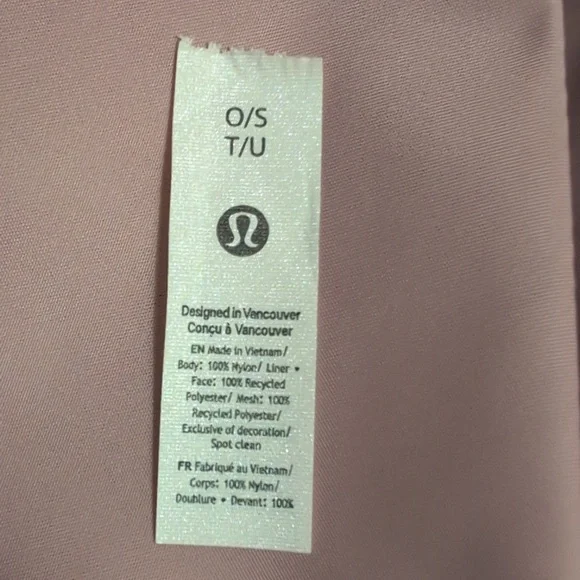 O/S
T/U
Designed in Vancouver
Conçu à Vancouver
EN Made in Vietnam/
Body: 100% Nylon/ Liner •
Face: 100% Recycled
Polyester/ Mesh: 100%
Recycled Polyester/
Exclusive of decoration/
Spot clean
FR Fabriqué au Vietnam/
Corps: 100% Nylon/
Doublure • Devant: 100%